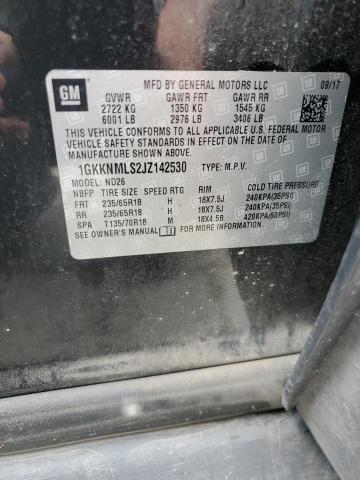 GM
MFD BY GENERAL MOTORS LLC 09/17
GVWR GAWR FRT GAWR RR
2722 KG 1350 KG 1545 KG
6001 LB 2976 LB 3406 LB
THIS VEHICLE CONFORMS TO ALL APPLICABLE U.S. FEDERAL MOTOR
VEHICLE SAFETY STANDARDS IN EFFECT ON THE DATE OF
MANUFACTURE SHOWN ABOVE.
1GKKNMLS2JZ142530 TYPE: M.P.V.
MODEL: ND26
NBFP TIRE SIZE SPEED RTG RIM COLD TIRE PRESSURE
FRT 235/65R18 H 18X7.5J 240KPA(35PSI)
RR 235/65R18 H 18X7.5J 240KPA(35PSI)
SPA T135/70R18 M 18X4.5B 420KPA(60PSI)
SEE OWNER'S MANUAL FOR MORE INFORMATION.